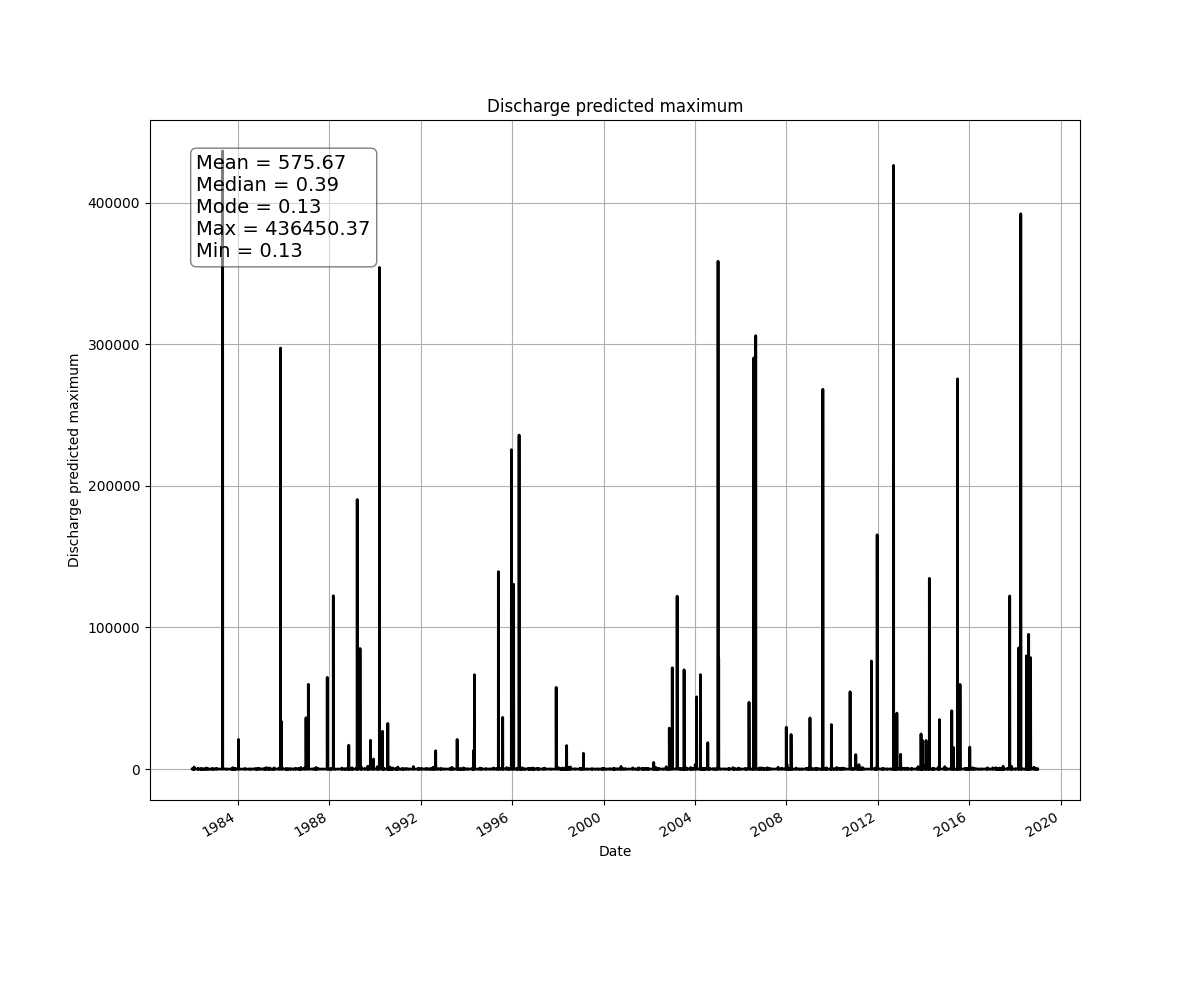 Discharge predicted maximum
Mean = 575.67
Median = 0.39
Mode = 0.13
Max = 436450.37
Min = 0.13
Discharge predicted maximum
400000
300000
200000
100000
0
1984
1988
1992
1996
2000
2004
2008
2012
2016
2020
Date